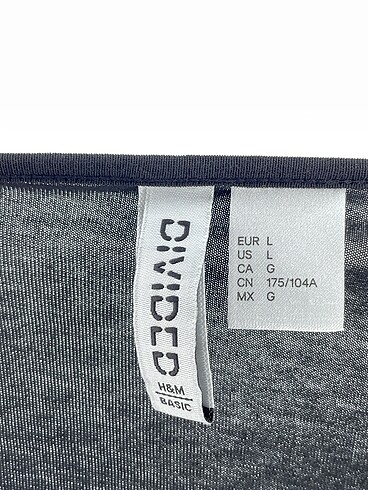 DIVIDED
H&M
BASIC
EUR L
US L
CA G
CN 175/104A
MX G